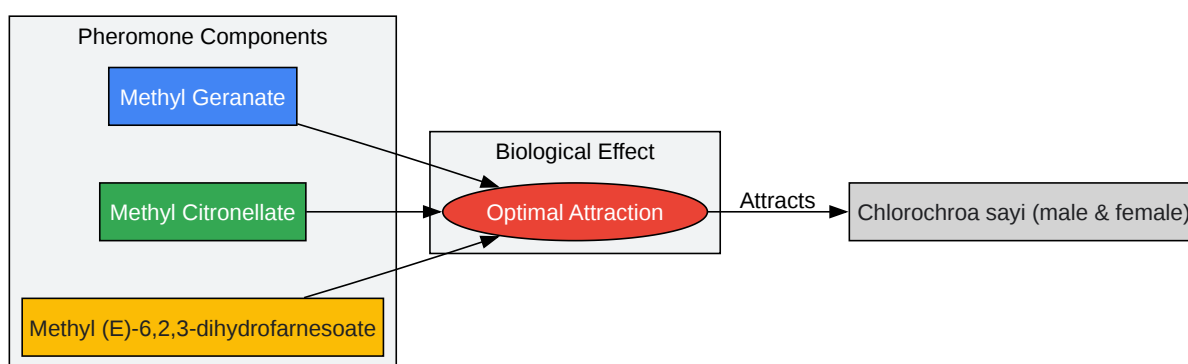 Pheromone Components
Methyl Geranate
Methyl Citronellate
Methyl (E)-6,2,3-dihydrofarnesoate
Biological Effect
Optimal Attraction
Attracts
Chlorochroa sayi (male & female)